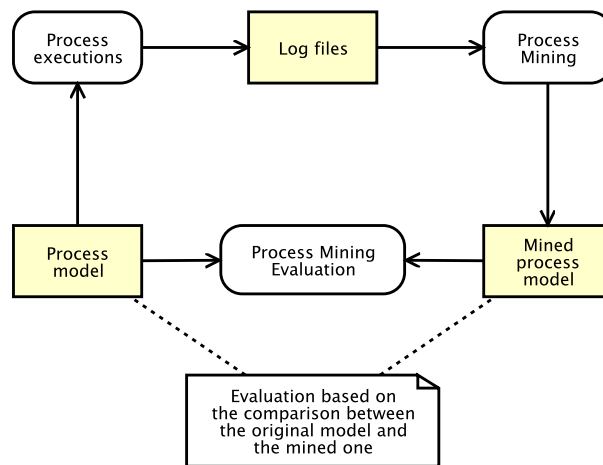 Process
executions
Log files
Process
Mining
Process
model
Process Mining
Evaluation
Mined
process
model
Evaluation based on
the comparison between
the original model and
the mined one